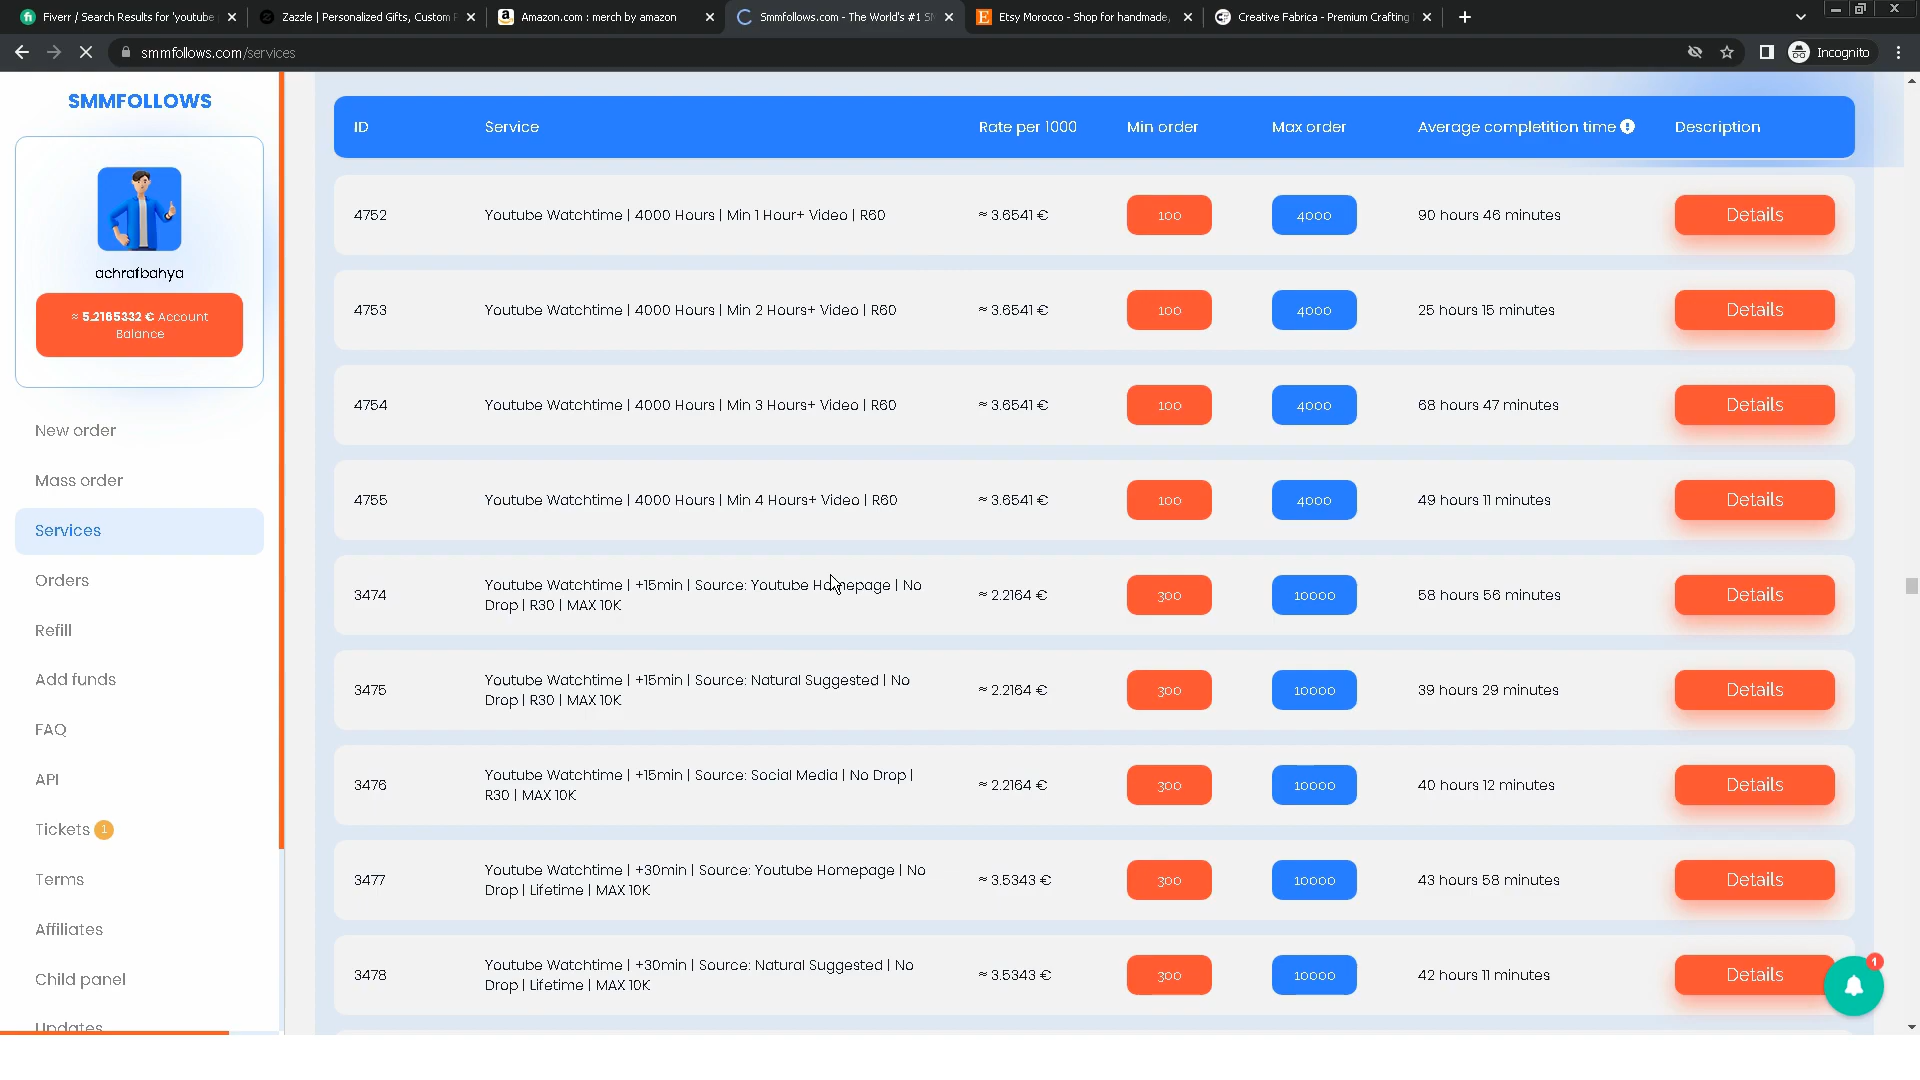 Fiverr / Search Results for 'youtube
Zazzle | Personalized Gifts, Custom P
Amazon.com : merch by amazon
Smmfollows.com - The World's #1 SM
Etsy Morocco - Shop for handmade,
Creative Fabrica - Premium Crafting
smmfollows.com/services
Incognito
SMMFOLLOWS
achrafbahya
≈ 5.2165332 € Account
Balance
New order
Mass order
Services
Orders
Refill
Add funds
FAQ
API
Tickets 1
Terms
Affiliates
Child panel
Updates
ID Service Rate per 1000 Min order Max order Average completition time Description
4752 Youtube Watchtime | 4000 Hours | Min 1 Hour+ Video | R60 ≈ 3.6541 € 100 4000 90 hours 46 minutes Details
4753 Youtube Watchtime | 4000 Hours | Min 2 Hours+ Video | R60 ≈ 3.6541 € 100 4000 25 hours 15 minutes Details
4754 Youtube Watchtime | 4000 Hours | Min 3 Hours+ Video | R60 ≈ 3.6541 € 100 4000 68 hours 47 minutes Details
4755 Youtube Watchtime | 4000 Hours | Min 4 Hours+ Video | R60 ≈ 3.6541 € 100 4000 49 hours 11 minutes Details
3474 Youtube Watchtime | +15min | Source: Youtube Homepage | No
Drop | R30 | MAX 10K ≈ 2.2164 € 300 10000 58 hours 56 minutes Details
3475 Youtube Watchtime | +15min | Source: Natural Suggested | No
Drop | R30 | MAX 10K ≈ 2.2164 € 300 10000 39 hours 29 minutes Details
3476 Youtube Watchtime | +15min | Source: Social Media | No Drop |
R30 | MAX 10K ≈ 2.2164 € 300 10000 40 hours 12 minutes Details
3477 Youtube Watchtime | +30min | Source: Youtube Homepage | No
Drop | Lifetime | MAX 10K ≈ 3.5343 € 300 10000 43 hours 58 minutes Details
3478 Youtube Watchtime | +30min | Source: Natural Suggested | No
Drop | Lifetime | MAX 10K ≈ 3.5343 € 300 10000 42 hours 11 minutes Details
1